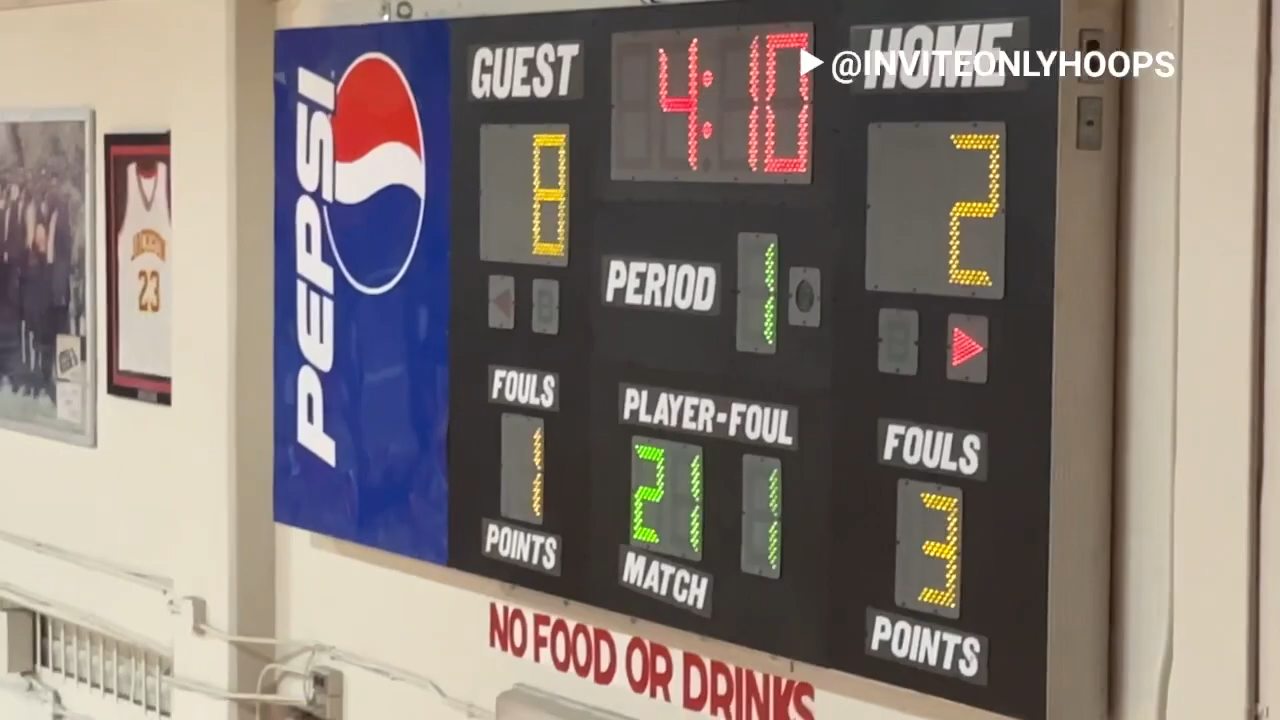 PEPSI
GUEST
4:10
HOME
@INVITEONLYHOOPS
8
2
PERIOD
1
B
B
FOULS
PLAYER-FOUL
FOULS
1
21
1
3
POINTS
MATCH
POINTS
NO FOOD OR DRINKS
JACKSON
23